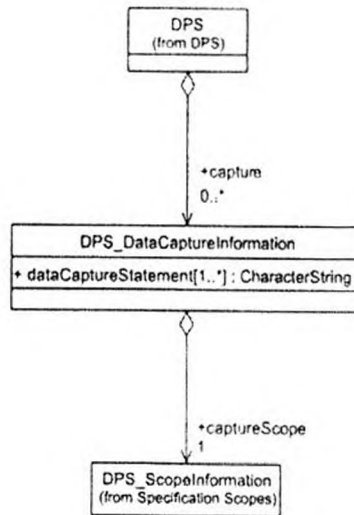 DPS
(from DPS)
+capture
0..*
DPS_DataCaptureInformation
+ dataCaptureStatement[1..*] : CharacterString
+captureScope
1
DPS_ScopeInformation
(from Specification Scopes)